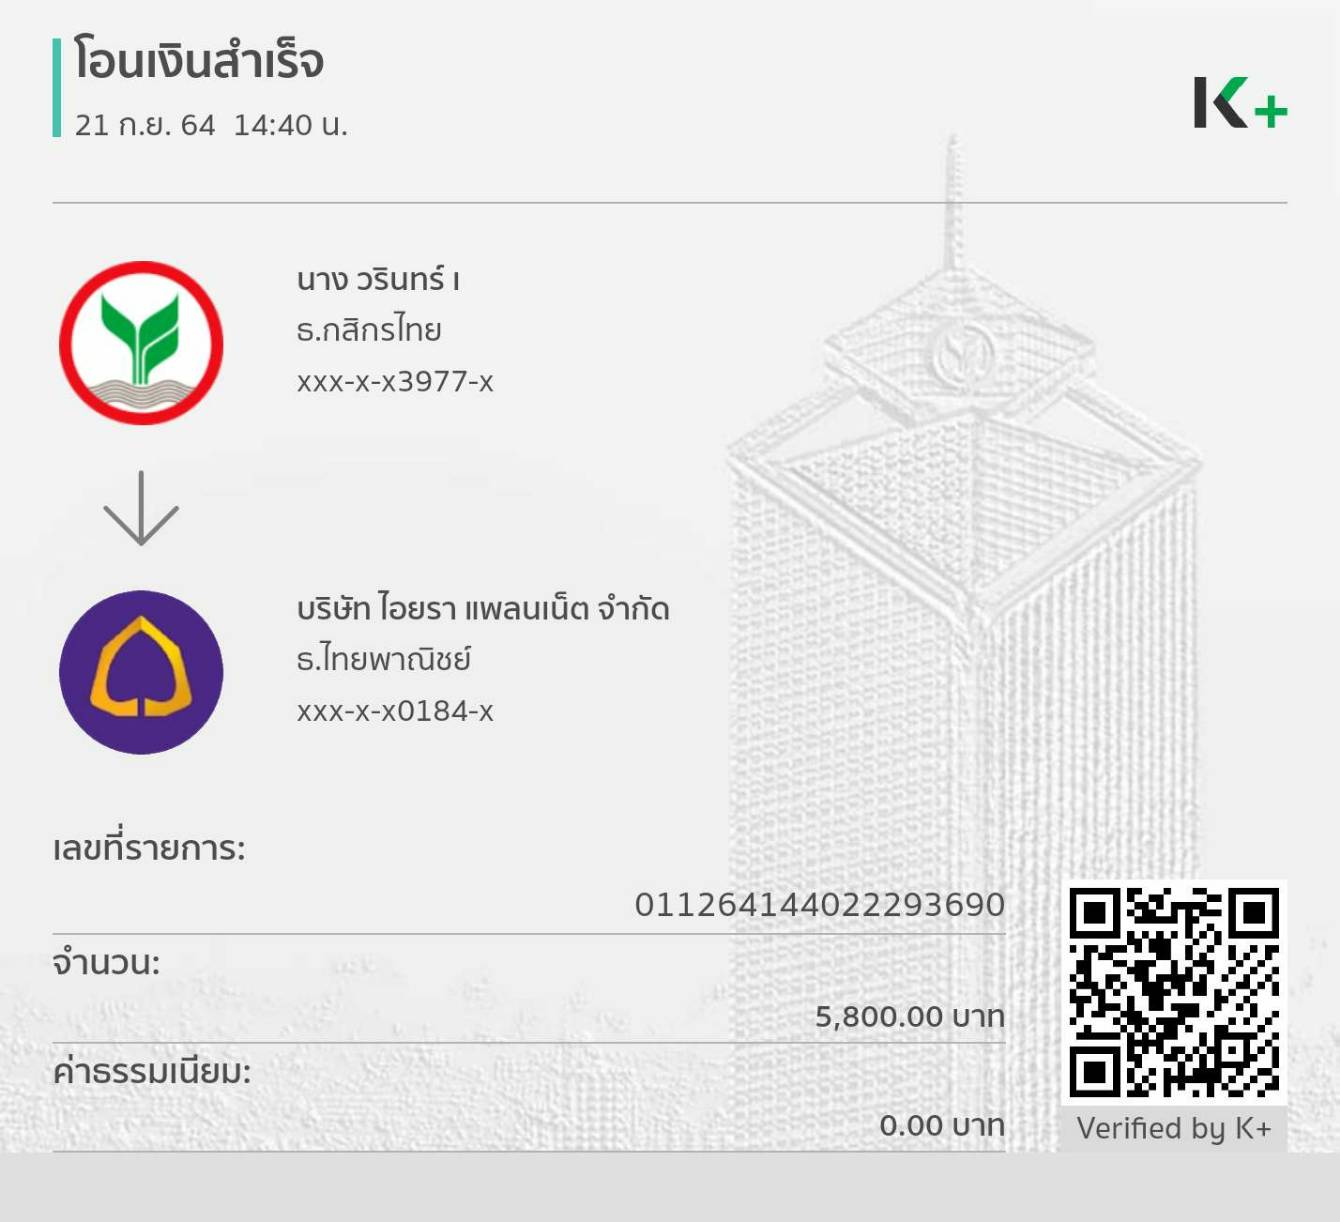 โอนเงินสำเร็จ
21 ก.ย. 64 14:40 น.
K+
นาง วรินทร์ เ
ธ.กสิกรไทย
xxx-x-x3977-x
บริษัท ไอยรา แพลนเน็ต จำกัด
ธ.ไทยพาณิชย์
xxx-x-x0184-x
เลขที่รายการ:
011264144022293690
จำนวน:
5,800.00 บาท
ค่าธรรมเนียม:
0.00 บาท
Verified by K+